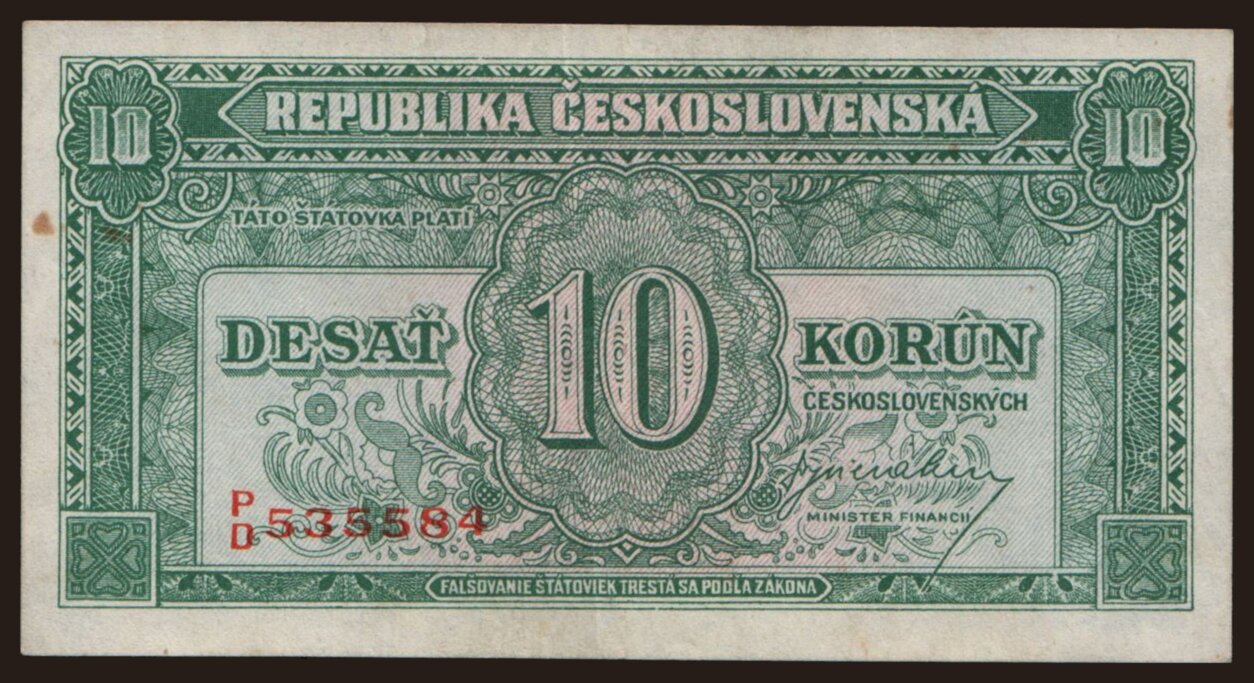 10 REPUBLIKA ČESKOSLOVENSKÁ 10
TÁTO ŠTÁTOVKA PLATÍ
DESAŤ 10 KORÚN
ČESKOSLOVENSKÝCH
P
D 535584
MINISTER FINANCIÍ
FALŠOVANIE ŠTÁTOVIEK TRESTÁ SA PODĽA ZÁKONA